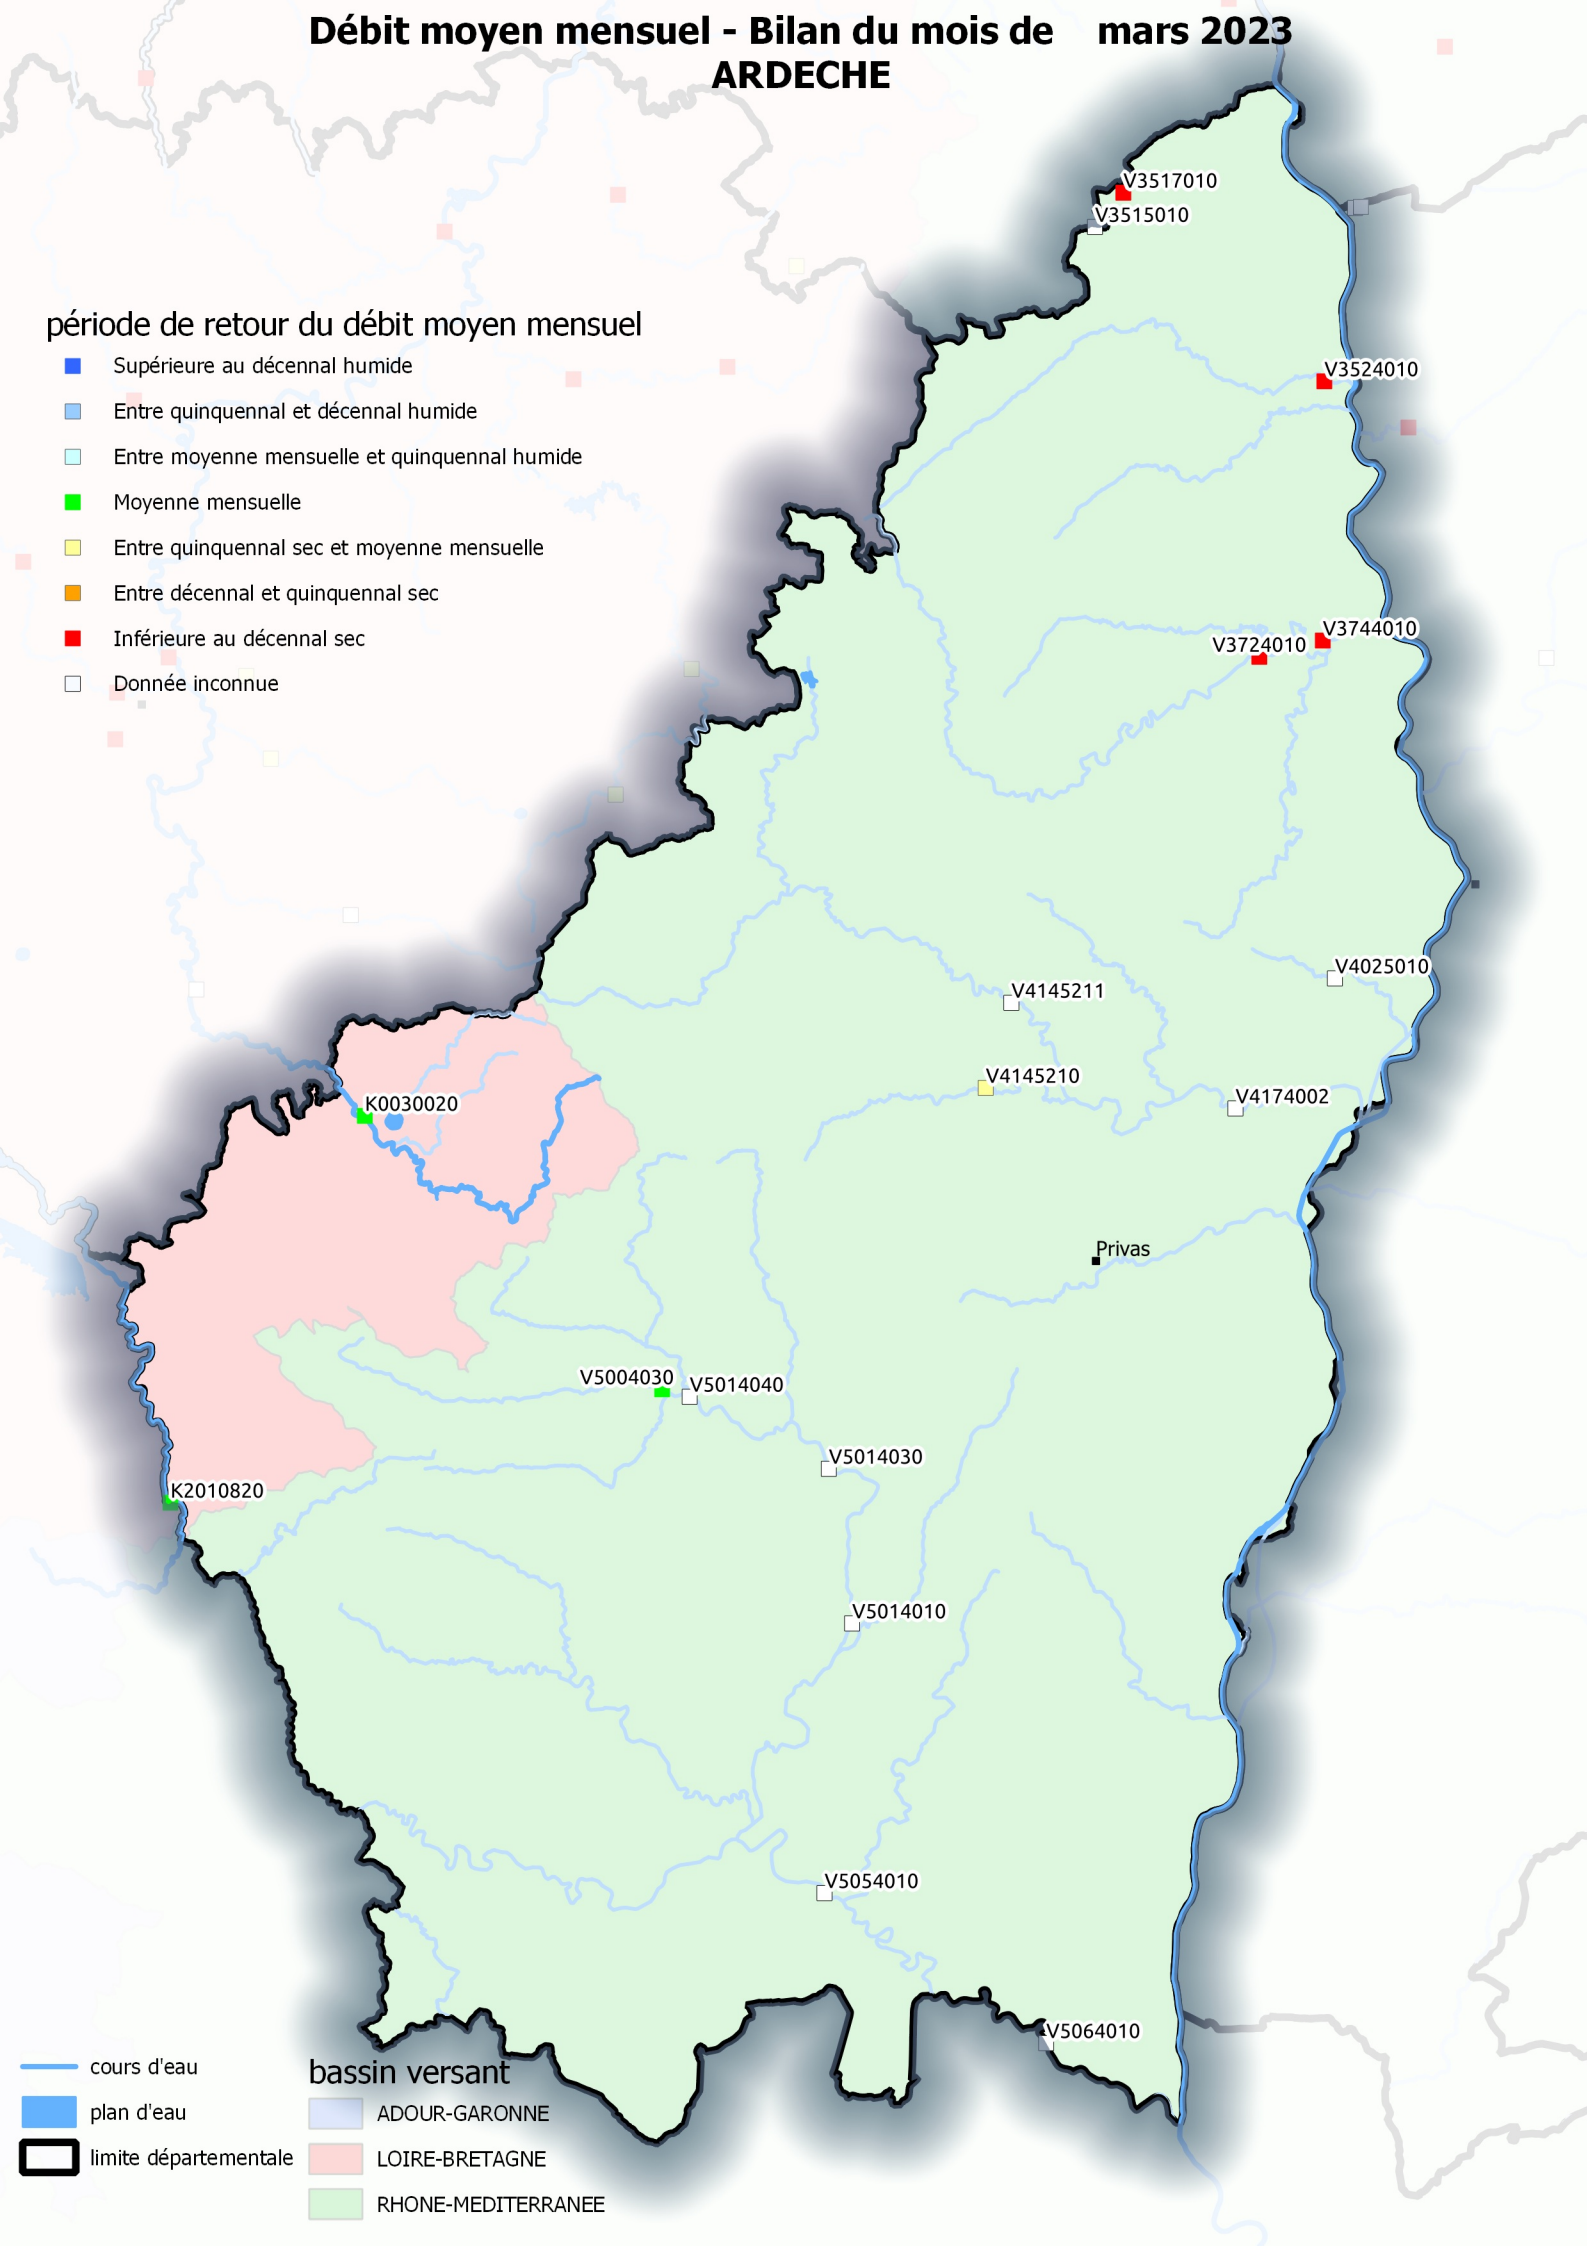 Débit moyen mensuel - Bilan du mois de mars 2023
ARDECHE
V3517010
V3515010
période de retour du débit moyen mensuel
Supérieure au décennal humide
Entre quinquennal et décennal humide
Entre moyenne mensuelle et quinquennal humide
Moyenne mensuelle
Entre quinquennal sec et moyenne mensuelle
Entre décennal et quinquennal sec
Inférieure au décennal sec
Donnée inconnue
V3524010
V3744010
V3724010
V4025010
V4145211
V4145210
V4174002
K0030020
Privas
V5004030
V5014040
V5014030
K2010820
V5014010
V5054010
V5064010
cours d'eau
plan d'eau
limite départementale
bassin versant
ADOUR-GARONNE
LOIRE-BRETAGNE
RHONE-MEDITERRANEE